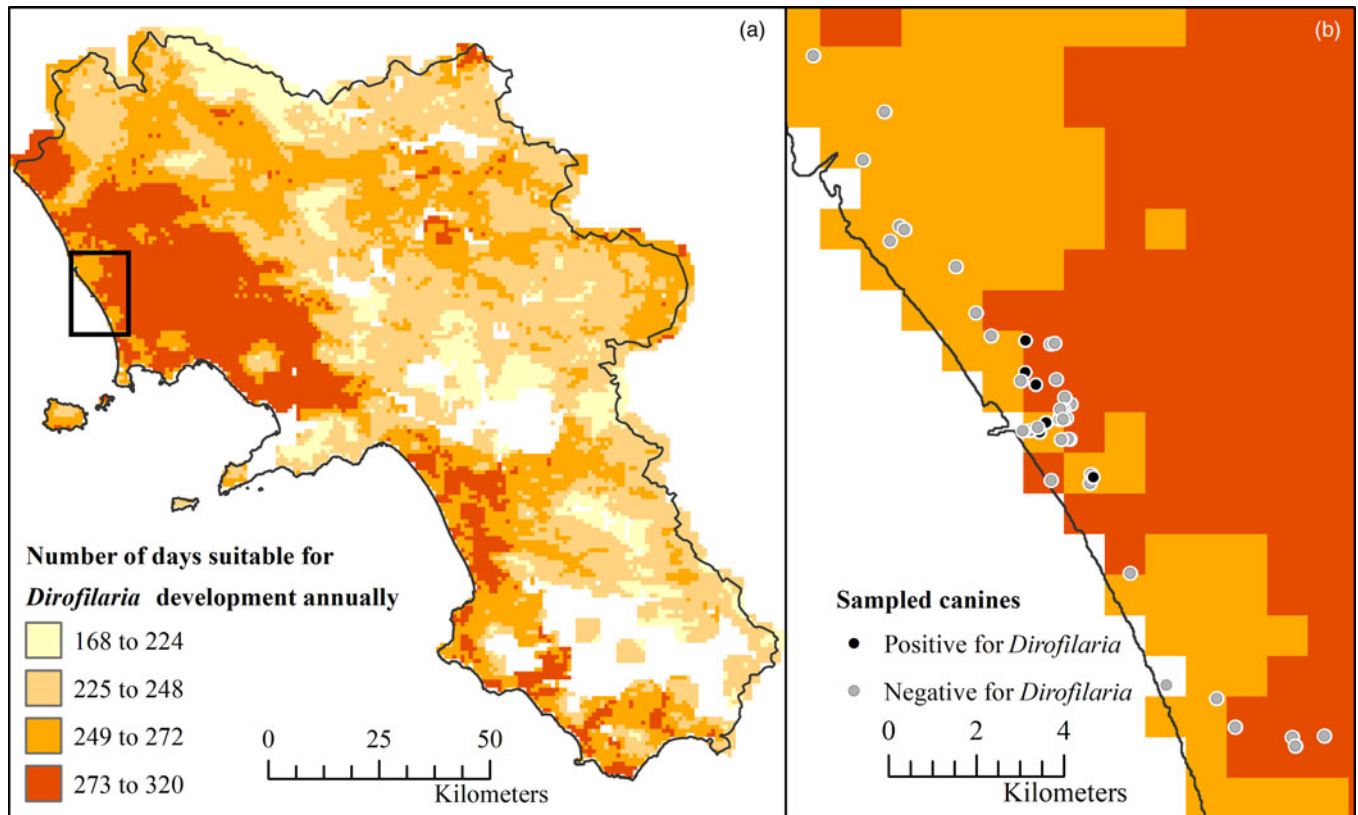 (a)
Number of days suitable for
Dirofilaria development annually
168 to 224
225 to 248
249 to 272
273 to 320
0 25 50
Kilometers
(b)
Sampled canines
Positive for Dirofilaria
Negative for Dirofilaria
0 2 4
Kilometers